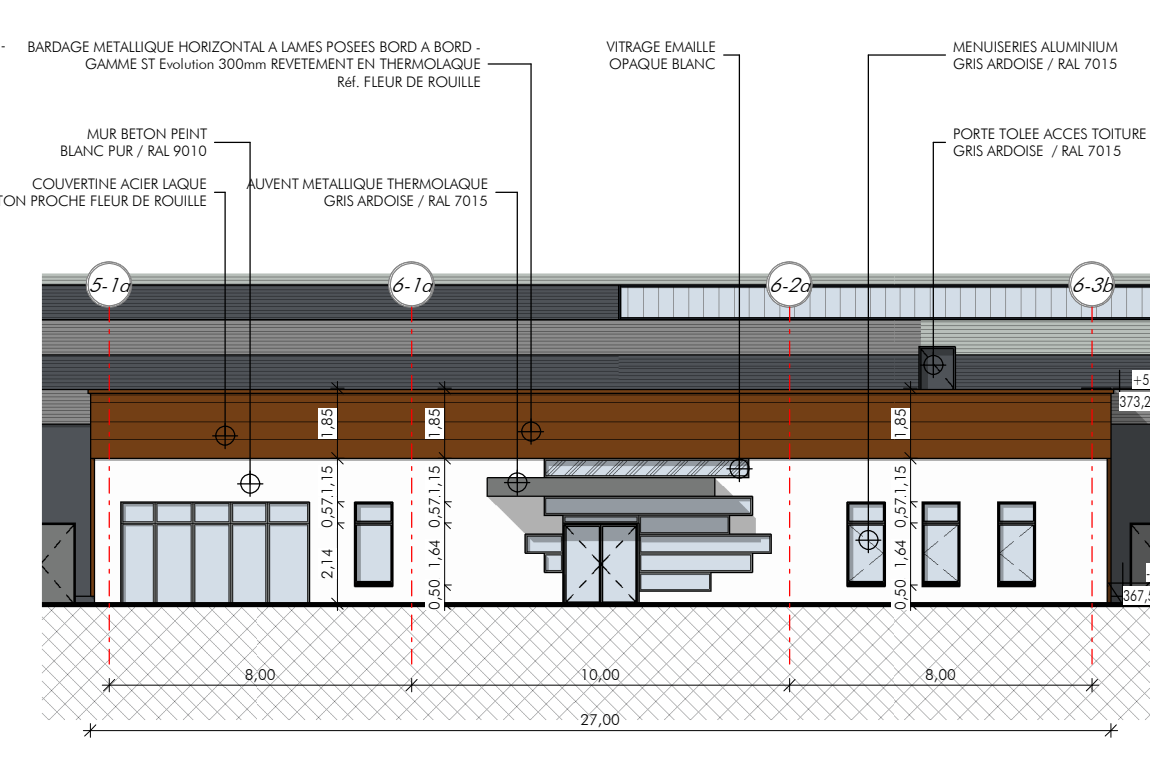 -
BARDAGE METALLIQUE HORIZONTAL A LAMES POSEES BORD A BORD -
GAMME ST Evolution 300mm REVETEMENT EN THERMOLAQUE
Réf. FLEUR DE ROUILLE
VITRAGE EMAILLE
OPAQUE BLANC
MENUISERIES ALUMINIUM
GRIS ARDOISE / RAL 7015
MUR BETON PEINT
BLANC PUR / RAL 9010
PORTE TOLEE ACCES TOITURE
GRIS ARDOISE / RAL 7015
COUVERTINE ACIER LAQUE
TON PROCHE FLEUR DE ROUILLE
AUVENT METALLIQUE THERMOLAQUE
GRIS ARDOISE / RAL 7015
5-1a
6-1a
6-2a
6-3b
+5
373,2
1,85
1,85
1,85
1,15
0,57
2,14
1,15
0,57
1,64
0,50
1,15
0,57
1,64
0,50
367,5
8,00
10,00
8,00
27,00